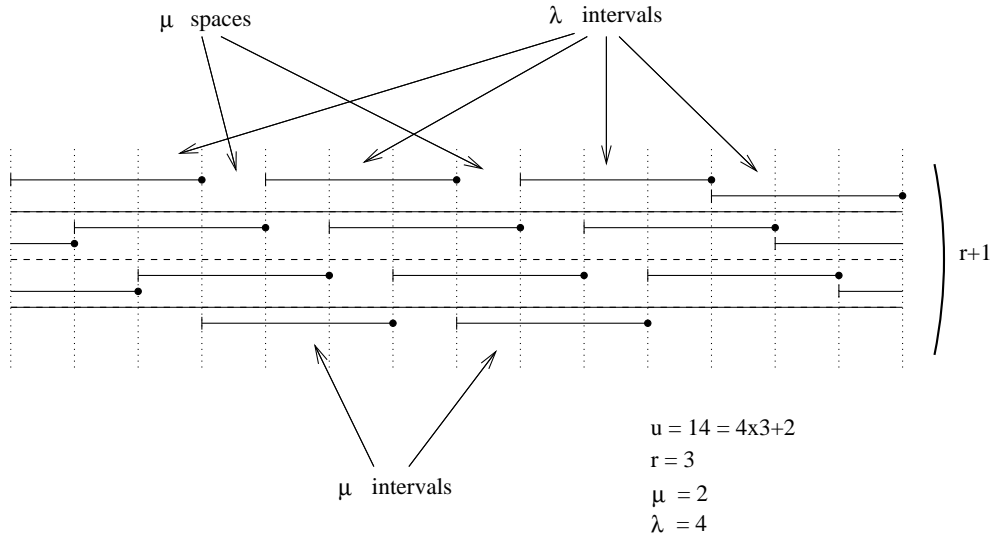 μ spaces
λ intervals
r+1
μ intervals
u = 14 = 4x3+2
r = 3
μ = 2
λ = 4